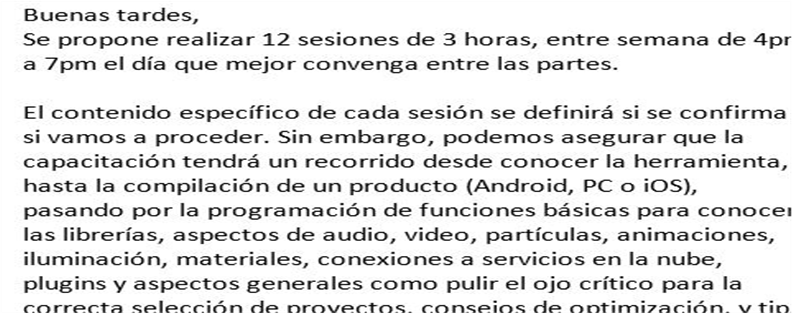 Buenas tardes,
Se propone realizar 12 sesiones de 3 horas, entre semana de 4pm
a 7pm el día que mejor convenga entre las partes.
El contenido específico de cada sesión se definirá si se confirma
si vamos a proceder. Sin embargo, podemos asegurar que la
capacitación tendrá un recorrido desde conocer la herramienta,
hasta la compilación de un producto (Android, PC o iOS),
pasando por la programación de funciones básicas para conocer
las librerías, aspectos de audio, video, partículas, animaciones,
iluminación, materiales, conexiones a servicios en la nube,
plugins y aspectos generales como pulir el ojo crítico para la
correcta selección de proyectos, consejos de optimización, y tip